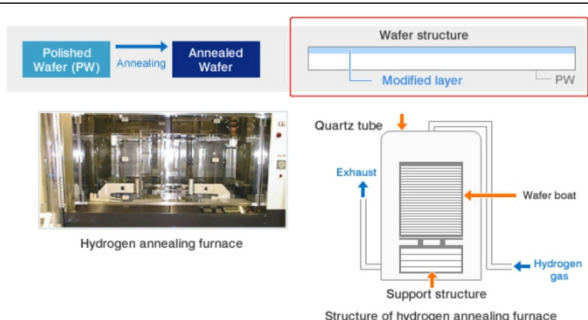 Polished
Wafer (PW)
Annealing
Annealed
Wafer
Wafer structure
Modified layer
PW
Hydrogen annealing furnace
Quartz tube
Exhaust
Wafer boat
Hydrogen
gas
Support structure
Structure of hydrogen annealing furnace